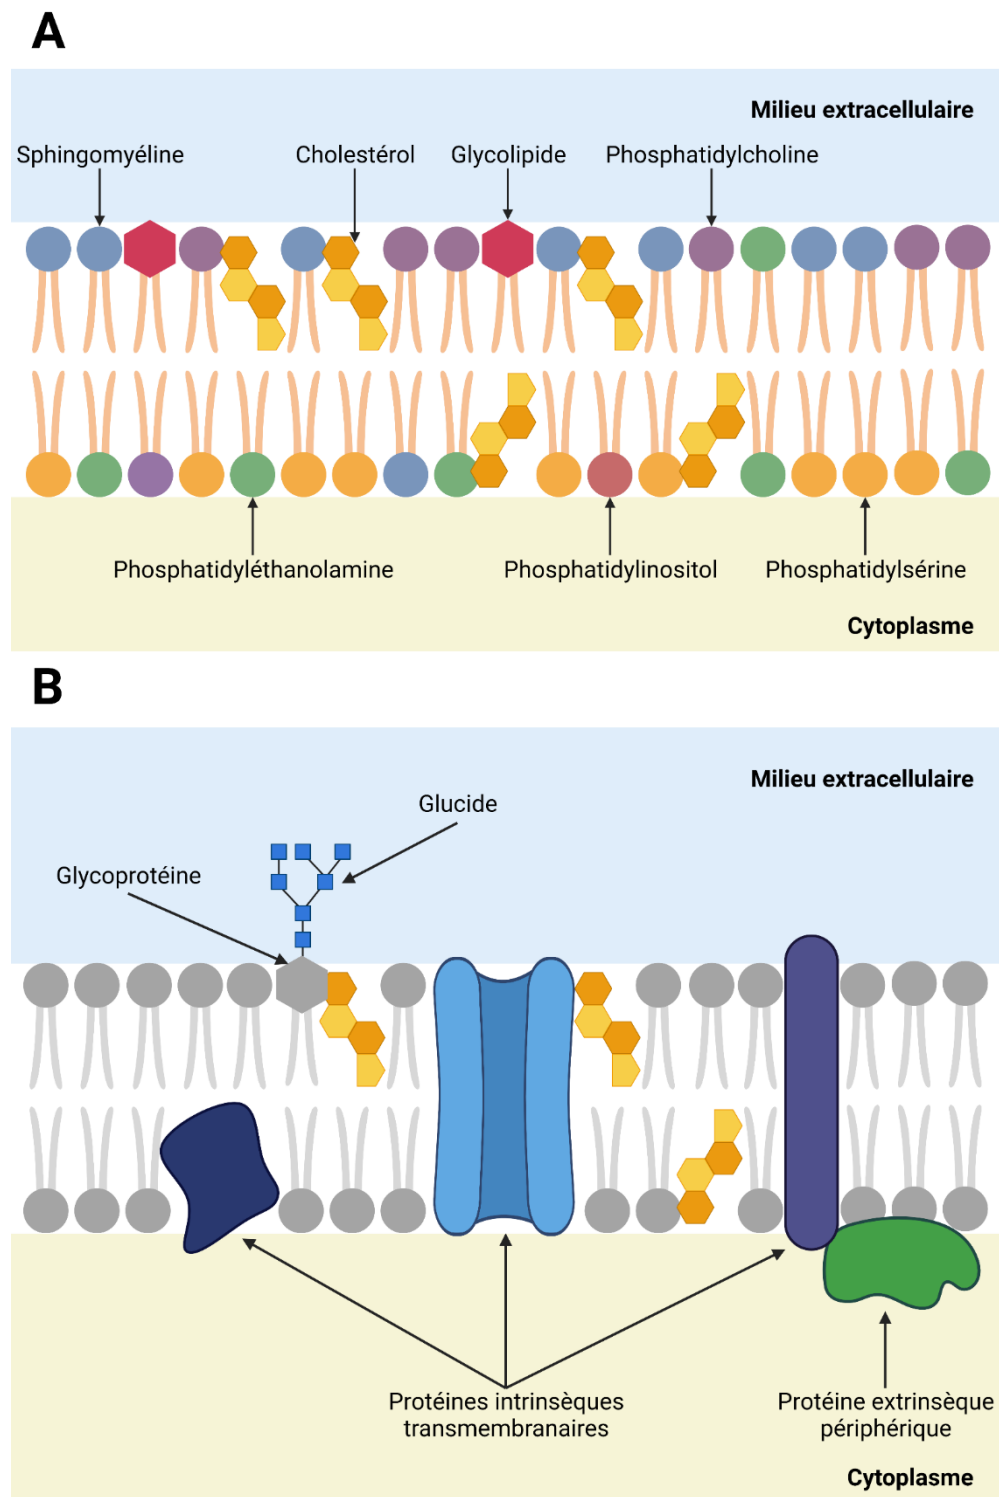 A
Milieu extracellulaire
Sphingomyéline
Cholestérol
Glycolipide
Phosphatidylcholine
Phosphatidyléthanolamine
Phosphatidylinositol
Phosphatidylsérine
Cytoplasme
B
Milieu extracellulaire
Glucide
Glycoprotéine
Protéines intrinsèques
transmembranaires
Protéine extrinsèque
périphérique
Cytoplasme